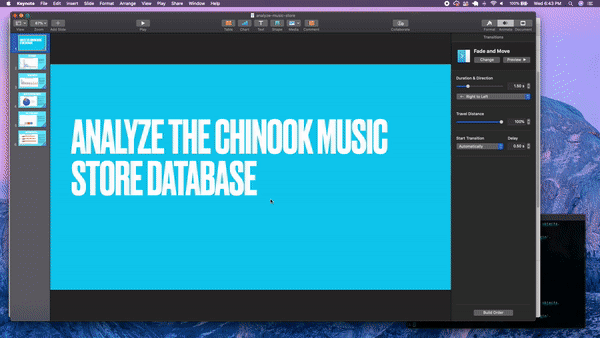 Keynote File Edit Insert Slide Format Arrange View Play Share Window Help
100% Wed 6:43 PM
analyze-music-store
View Zoom Add Slide Play Table Chart Text Shape Media Comment Collaborate Format Animate Document
Transitions
Fade and Move
Change Preview
Duration & Direction
1.50 s
Right to Left
Travel Distance
100%
Start Transition Delay
Automatically 0.50 s
ANALYZE THE CHINOOK MUSIC
STORE DATABASE
Build Order